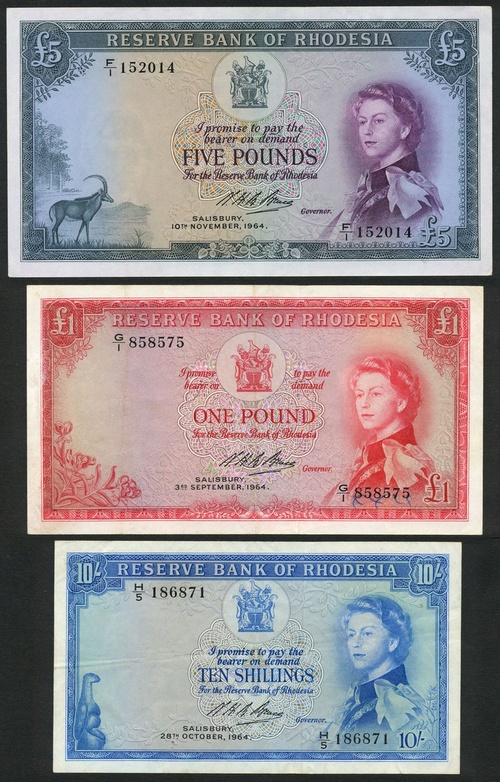 £5 RESERVE BANK OF RHODESIA £5
F/1 152014
I promise to pay the
bearer on demand
FIVE POUNDS
For the Reserve Bank of Rhodesia
Governor.
SALISBURY,
10TH NOVEMBER, 1964.
F/1 152014 £5
£1 RESERVE BANK OF RHODESIA £1
G/1 858575
I promise to pay the
bearer on demand
ONE POUND
For the Reserve Bank of Rhodesia
Governor.
SALISBURY,
3RD SEPTEMBER, 1964.
G/1 858575 £1
10/- RESERVE BANK OF RHODESIA 10/-
H/5 186871
I promise to pay the
bearer on demand
TEN SHILLINGS
For the Reserve Bank of Rhodesia
Governor.
SALISBURY,
28TH OCTOBER, 1964.
H/5 186871 10/-